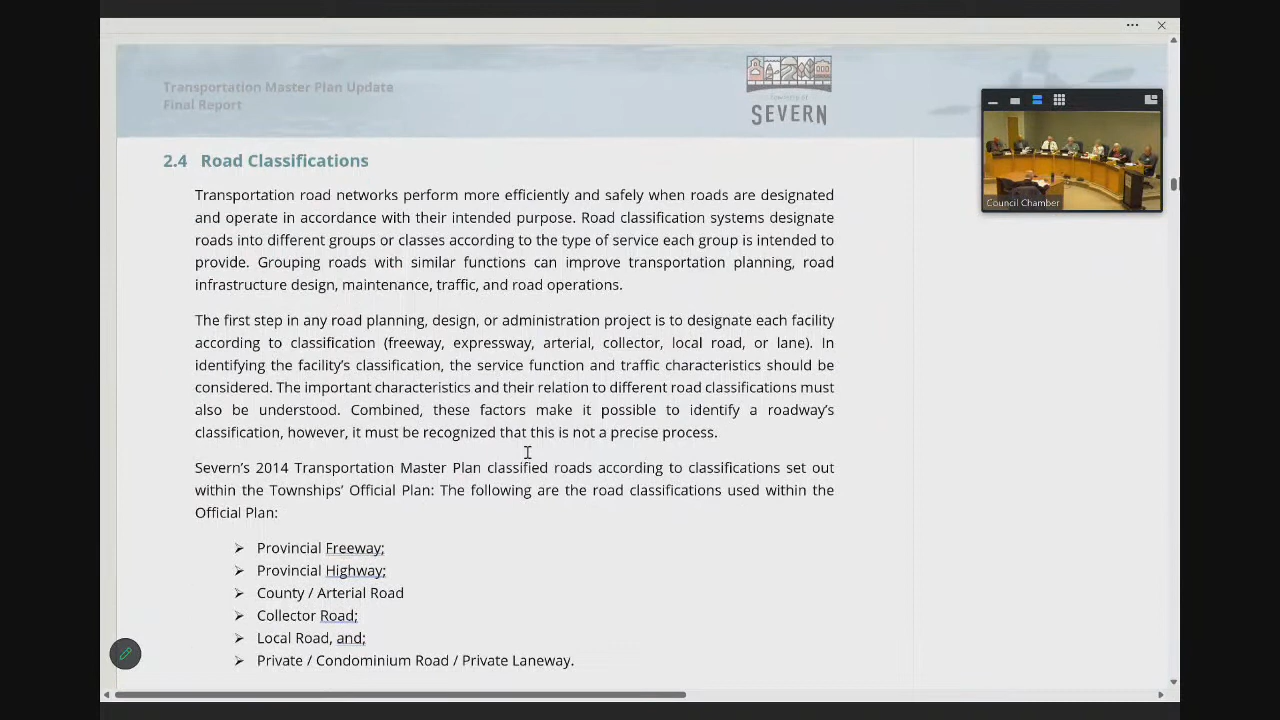 Transportation Master Plan Update
Final Report
Township of
SEVERN
2.4 Road Classifications
Transportation road networks perform more efficiently and safely when roads are designated
and operate in accordance with their intended purpose. Road classification systems designate
roads into different groups or classes according to the type of service each group is intended to
provide. Grouping roads with similar functions can improve transportation planning, road
infrastructure design, maintenance, traffic, and road operations.
The first step in any road planning, design, or administration project is to designate each facility
according to classification (freeway, expressway, arterial, collector, local road, or lane). In
identifying the facility's classification, the service function and traffic characteristics should be
considered. The important characteristics and their relation to different road classifications must
also be understood. Combined, these factors make it possible to identify a roadway's
classification, however, it must be recognized that this is not a precise process.
Severn's 2014 Transportation Master Plan classified roads according to classifications set out
within the Townships' Official Plan: The following are the road classifications used within the
Official Plan:
➢ Provincial Freeway;
➢ Provincial Highway;
➢ County / Arterial Road
➢ Collector Road;
➢ Local Road, and;
➢ Private / Condominium Road / Private Laneway.
Council Chamber